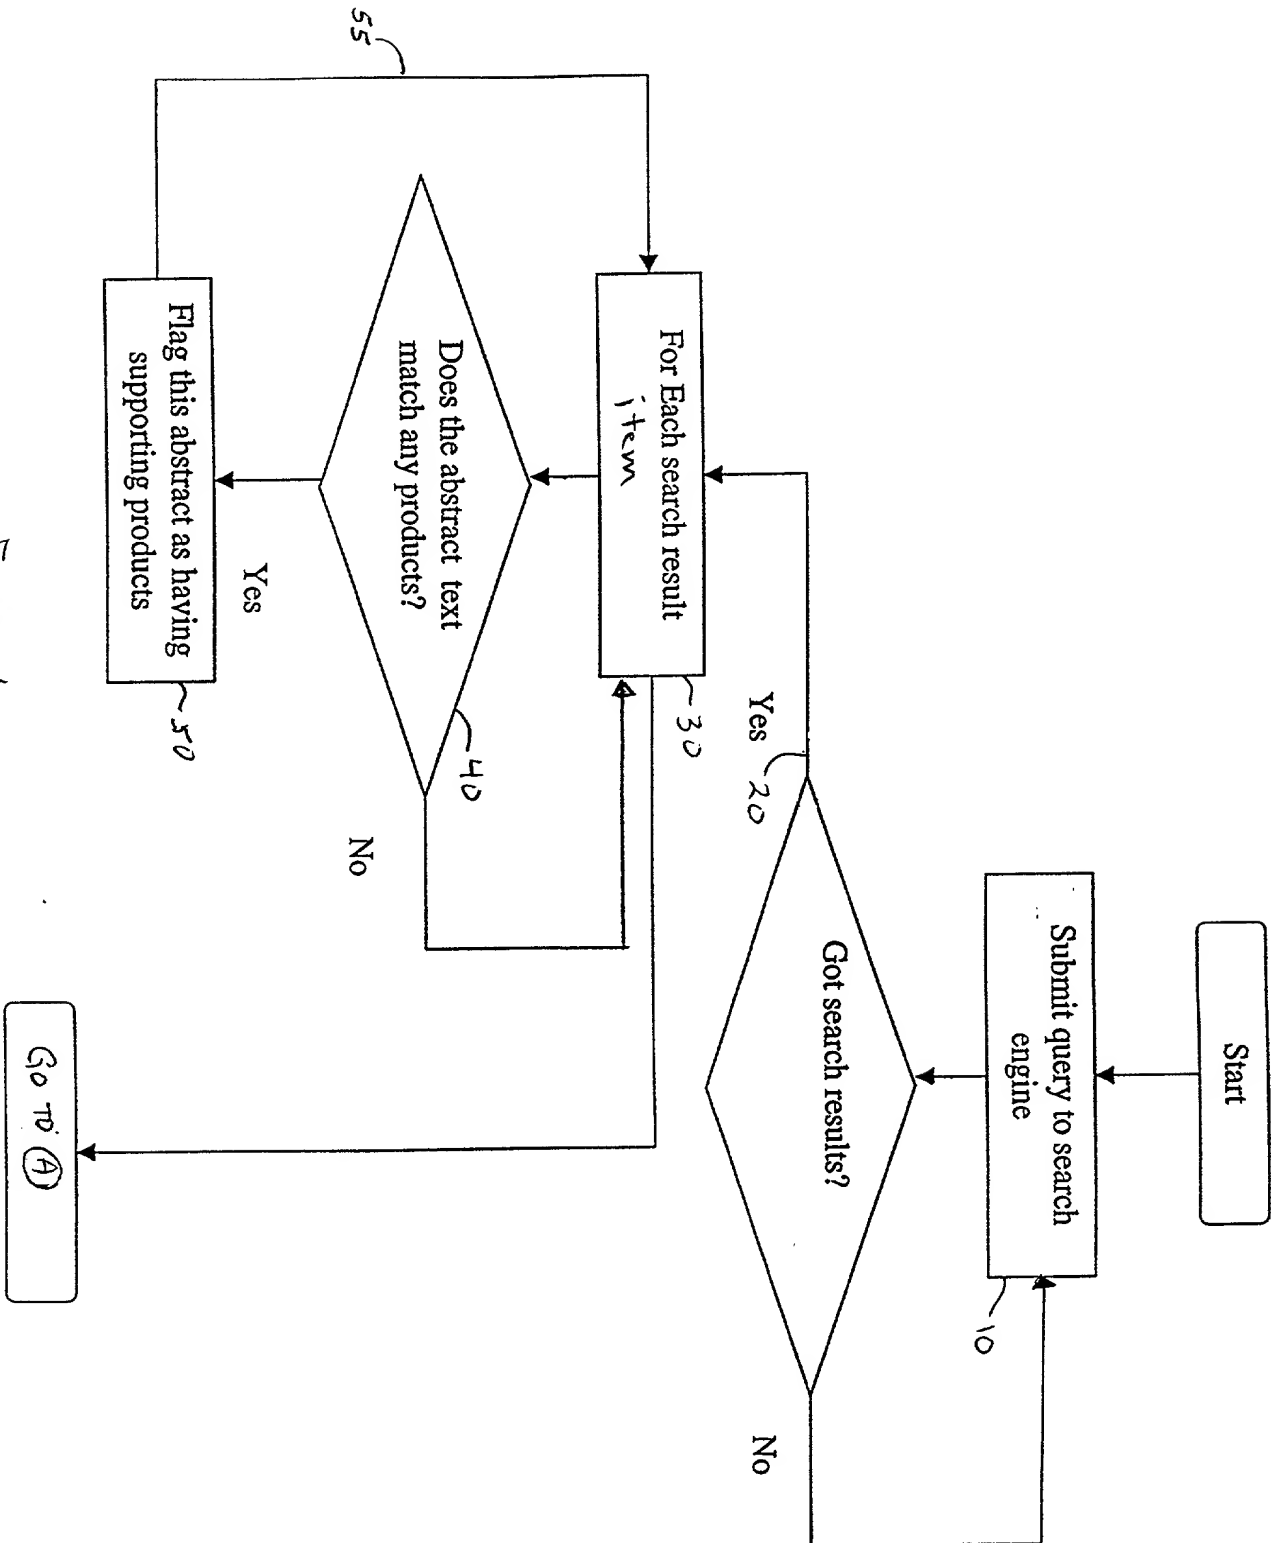 Start
Submit query to search
engine
10
Got search results?
20
Yes
No
For Each search result
item
30
Does the abstract text
match any products?
40
No
Yes
Flag this abstract as having
supporting products
50
55
GO TO A